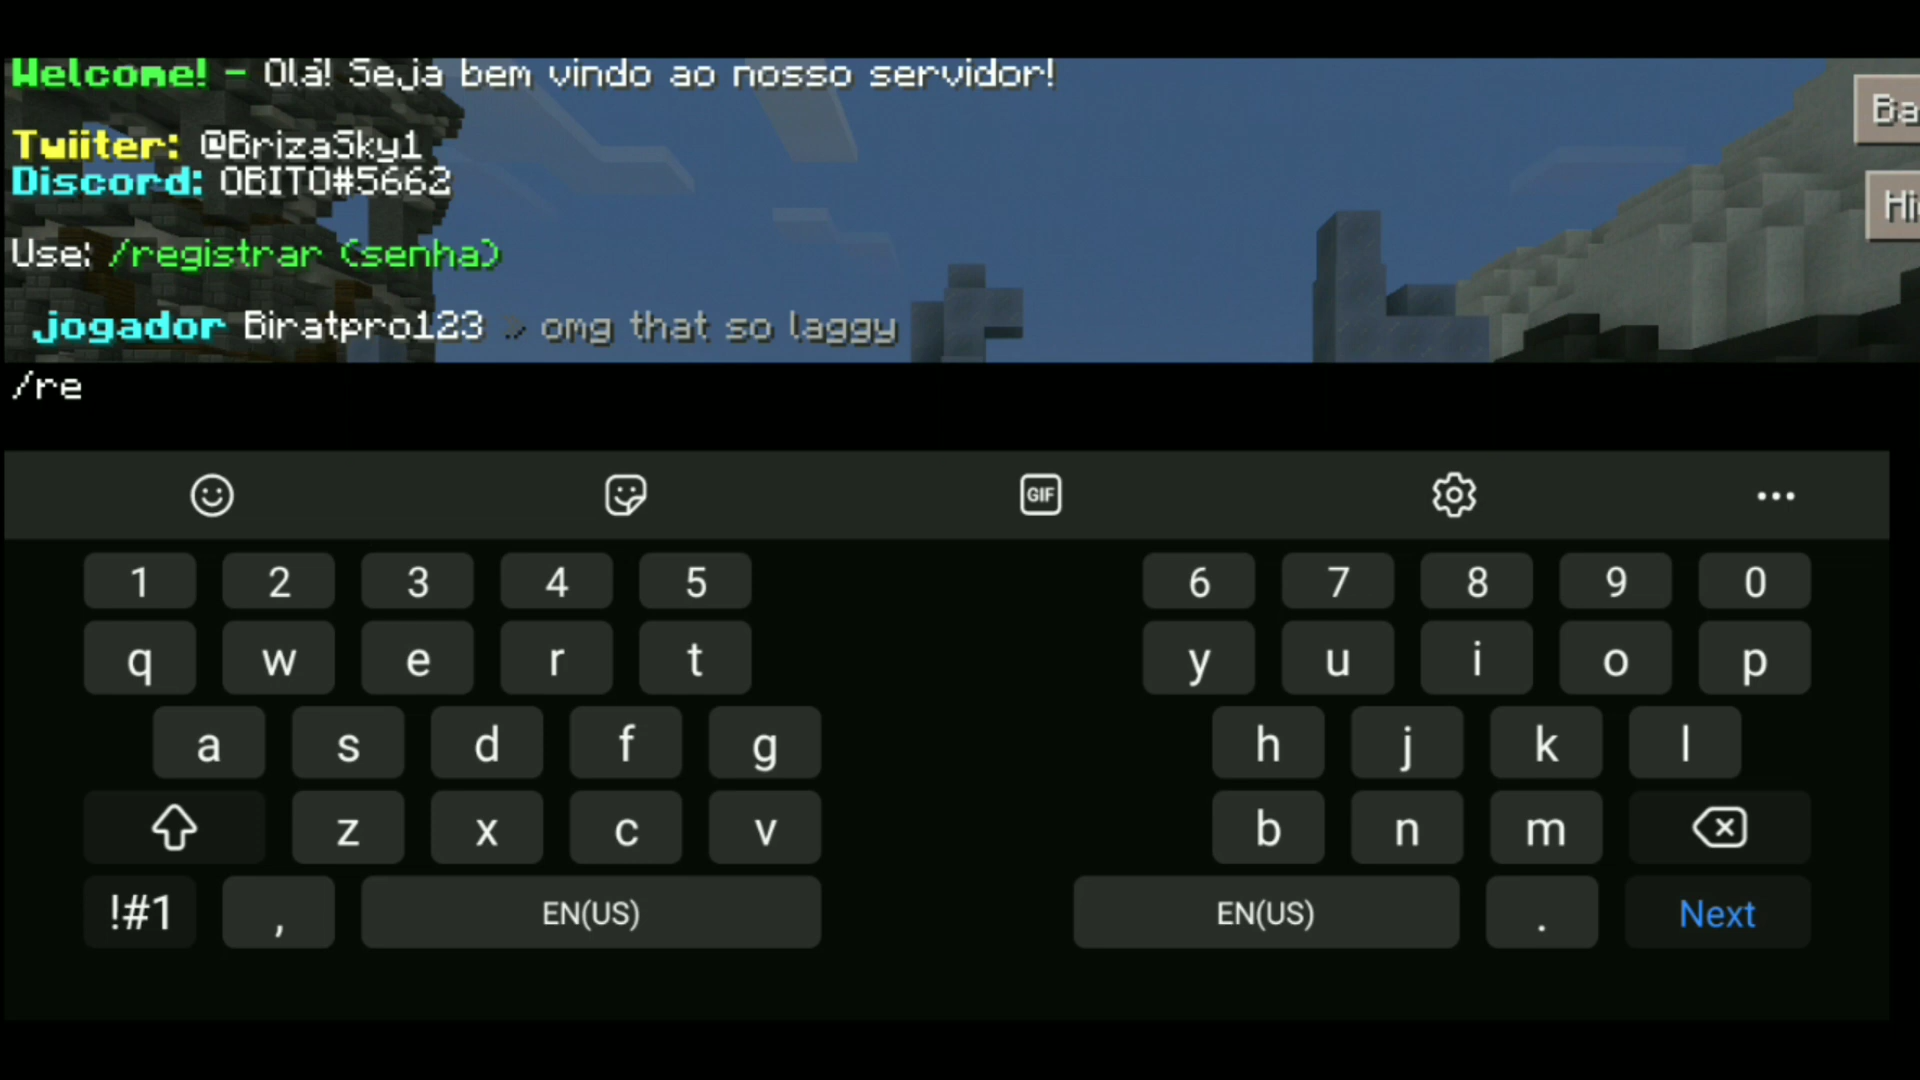 Welcome! - Olá! Seja bem vindo ao nosso servidor!
Twiiter: @BrizaSky1
Discord: OBITO#5662
Use: /registrar (senha)
jogador Biratpro123 > omg that so laggy
/re
GIF
1 2 3 4 5 6 7 8 9 0
q w e r t y u i o p
a s d f g h j k l
z x c v b n m
!#1 , EN(US) EN(US) . Next